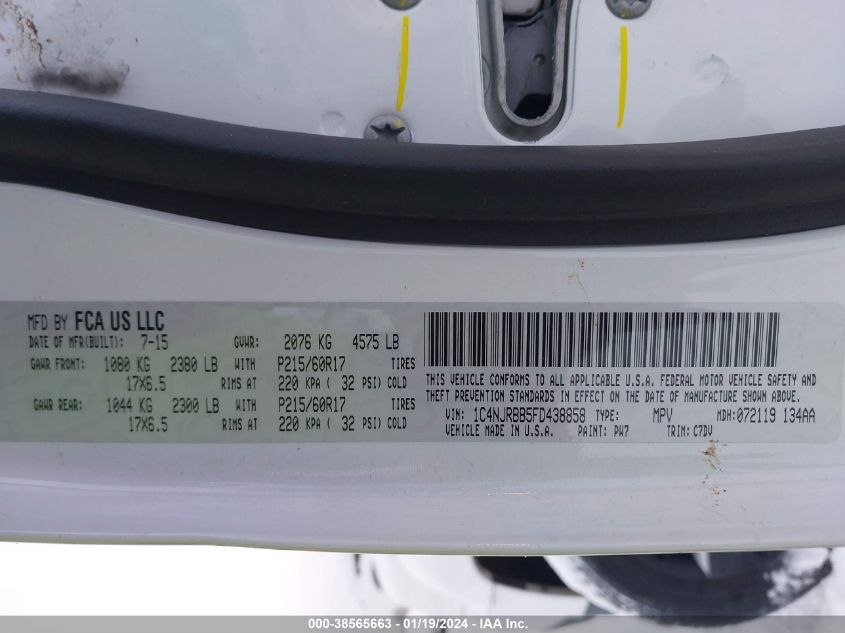 MFD BY FCA US LLC
DATE OF MFR(BUILT): 7-15 GVWR: 2076 KG 4575 LB
GAWR FRONT: 1080 KG 2380 LB WITH P215/60R17 TIRES
17X6.5 RIMS AT 220 KPA ( 32 PSI) COLD
GAWR REAR: 1044 KG 2300 LB WITH P215/60R17 TIRES
17X6.5 RIMS AT 220 KPA ( 32 PSI) COLD
THIS VEHICLE CONFORMS TO ALL APPLICABLE U.S.A. FEDERAL MOTOR VEHICLE SAFETY AND
THEFT PREVENTION STANDARDS IN EFFECT ON THE DATE OF MANUFACTURE SHOWN ABOVE.
VIN: 1C4NJRBB5FD438858 TYPE: MPV MDH:072119 134AA
VEHICLE MADE IN U.S.A. PAINT: PW7 TRIM: C7DV
000-38565663 - 01/19/2024 - IAA Inc.